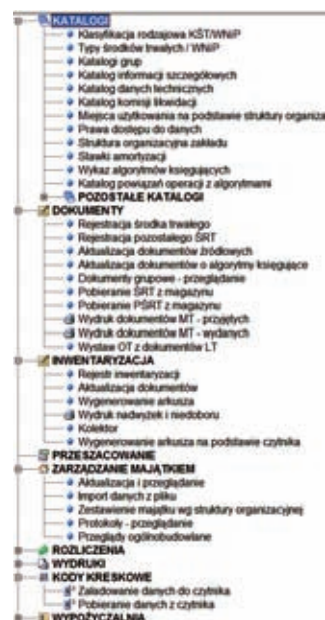 KATALOGI
Klasyfikacja rodzajowa KŚT/WNiP
Typy środków trwałych / WNiP
Katalogi grup
Katalog informacji szczegółowych
Katalog danych technicznych
Katalog komisji likwidacji
Miejsca użytkowania na podstawie struktury organiza
Prawa dostępu do danych
Struktura organizacyjna zakładu
Stawki amortyzacji
Wykaz algorytmów księgujących
Katalog powiązań operacji z algorytmami
POZOSTAŁE KATALOGI
DOKUMENTY
Rejestracja środka trwałego
Rejestracja pozostałego ŚRT
Aktualizacja dokumentów źródłowych
Aktualizacja dokumentów o algorytmy księgujące
Dokumenty grupowe - przeglądanie
Pobieranie ŚRT z magazynu
Pobieranie PŚRT z magazynu
Wydruk dokumentów MT - przyjętych
Wydruk dokumentów MT - wydanych
Wystaw OT z dokumentów LT
INWENTARYZACJA
Rejestr inwentaryzacji
Aktualizacja dokumentów
Wygenerowanie arkusza
Wydruk nadwyżek i niedoboru
Kolektor
Wygenerowanie arkusza na podstawie czytnika
PRZESZACOWANIE
ZARZĄDZANIE MAJĄTKIEM
Aktualizacja i przeglądanie
Import danych z pliku
Zestawienie majątku wg struktury organizacyjnej
Protokoły - przeglądanie
Przeglądy ogólnobudowlane
ROZLICZENIA
WYDRUKI
KODY KRESKOWE
Załadowanie danych do czytnika
Pobieranie danych z czytnika
WYPOŻYCZALNIA